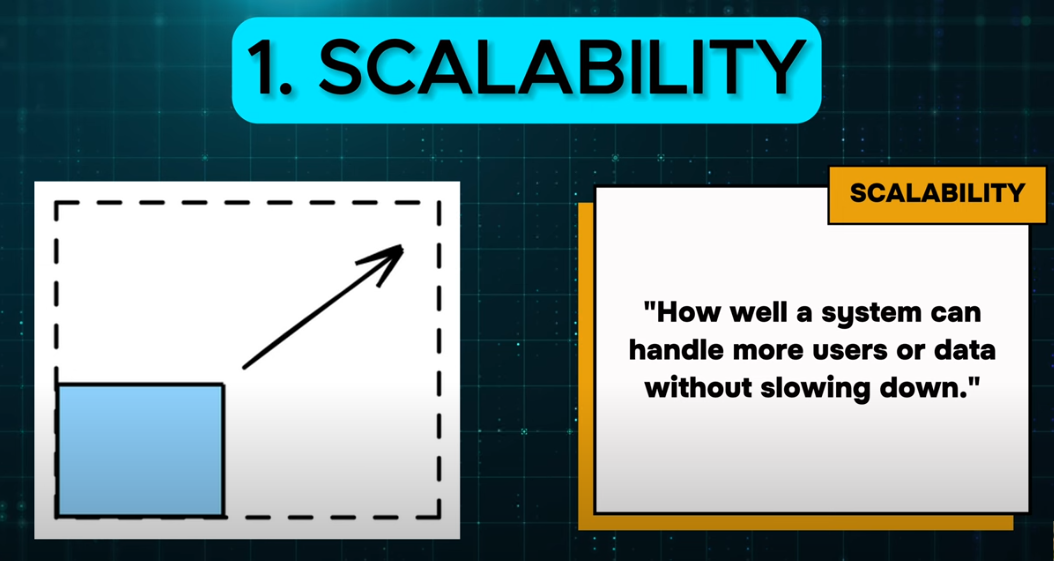 1. SCALABILITY
SCALABILITY
"How well a system can
handle more users or data
without slowing down."